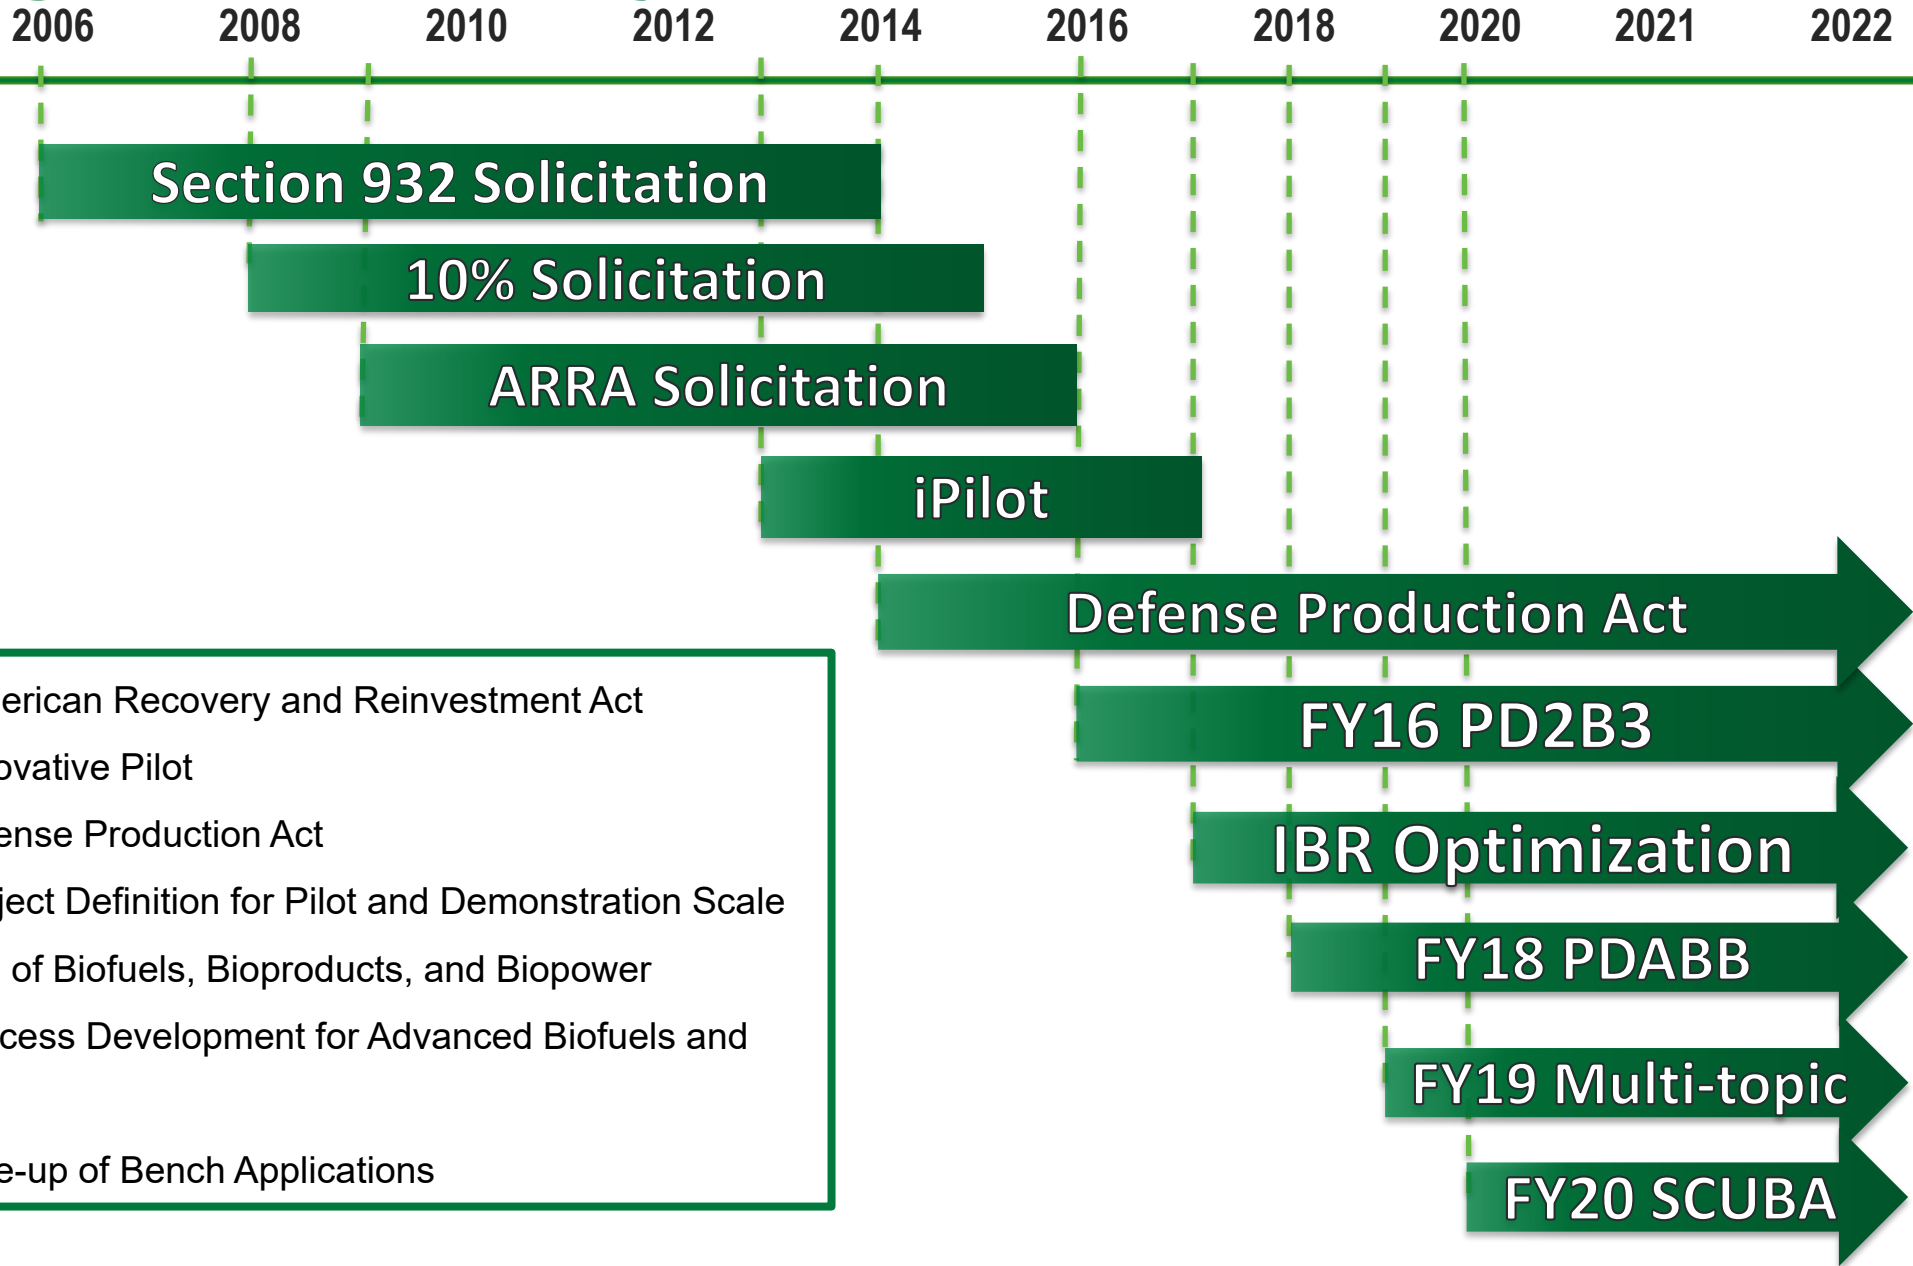 2006 2008 2010 2012 2014 2016 2018 2020 2021 2022
Section 932 Solicitation
10% Solicitation
ARRA Solicitation
iPilot
Defense Production Act
FY16 PD2B3
IBR Optimization
FY18 PDABB
FY19 Multi-topic
FY20 SCUBA
erican Recovery and Reinvestment Act
ovative Pilot
ense Production Act
ject Definition for Pilot and Demonstration Scale
of Biofuels, Bioproducts, and Biopower
cess Development for Advanced Biofuels and
e-up of Bench Applications